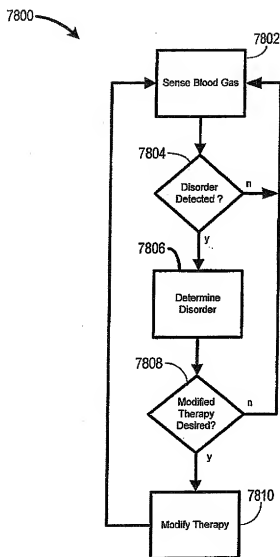 7800
7802
Sense Blood Gas
7804
Disorder
Detected ?
n
y
7806
Determine
Disorder
7808
Modified
Therapy
Desired?
n
y
Modify Therapy
7810